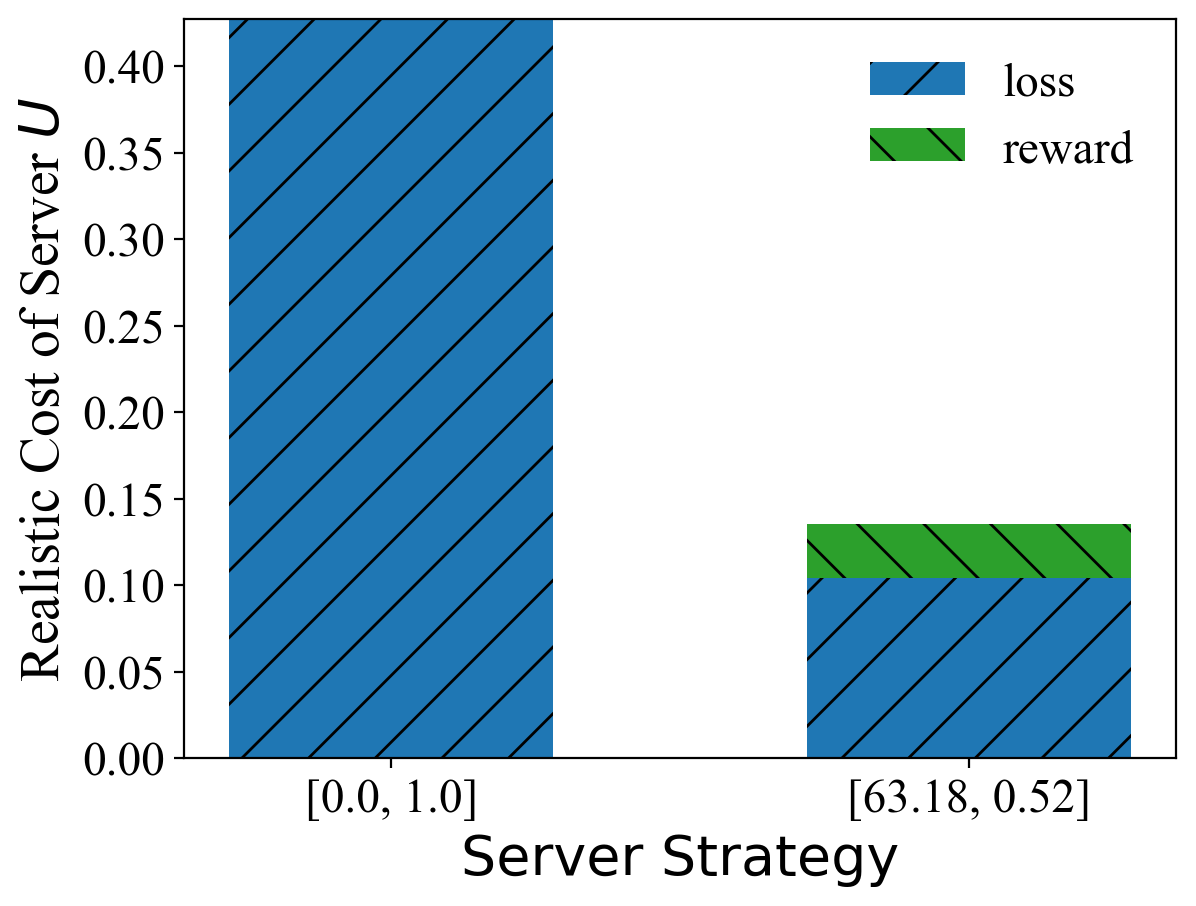 Realistic Cost of Server U
0.40
0.35
0.30
0.25
0.20
0.15
0.10
0.05
0.00
loss
reward
[0.0, 1.0]
[63.18, 0.52]
Server Strategy